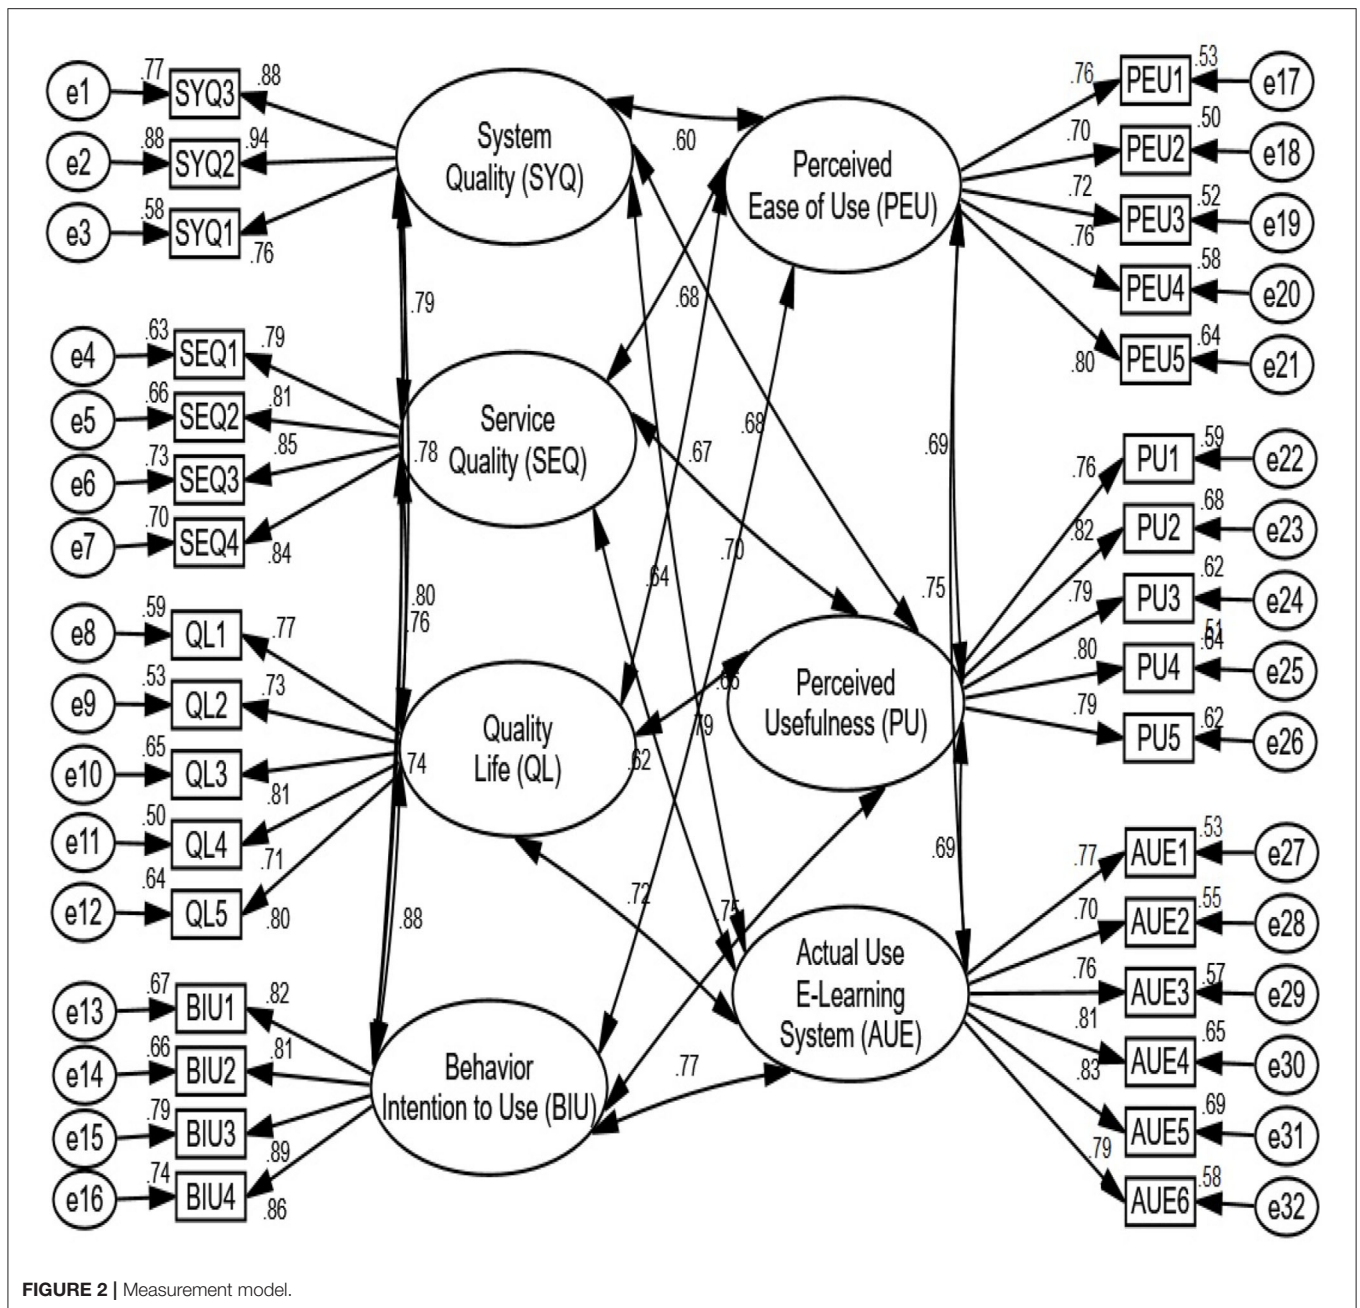 .77
.88
e1
SYQ3
.88
.94
e2
SYQ2
.58
e3
SYQ1
.76
System
Quality (SYQ)
.60
Perceived
Ease of Use (PEU)
.76
PEU1
.53
e17
.70
PEU2
.50
e18
.72
PEU3
.52
e19
.76
PEU4
.58
e20
.80
PEU5
.64
e21
.79
.68
.63
.79
e4
SEQ1
.66
.81
e5
SEQ2
.73
.85
e6
SEQ3
.70
e7
SEQ4
.84
Service
Quality (SEQ)
.78
.67
.68
.69
.76
PU1
.59
e22
.82
PU2
.68
e23
.79
PU3
.62
e24
.80
PU4
.64
e25
.79
PU5
.62
e26
.70
.64
.75
.80
.76
.59
.77
e8
QL1
.53
.73
e9
QL2
.65
e10
QL3
.81
.50
e11
QL4
.71
.64
e12
QL5
.80
Quality
Life (QL)
.74
.62
.79
Perceived
Usefulness (PU)
.69
.88
.72
.75
.77
AUE1
.53
e27
.70
AUE2
.55
e28
.76
AUE3
.57
e29
.81
AUE4
.65
e30
.83
AUE5
.69
e31
.79
AUE6
.58
e32
Actual Use
E-Learning
System (AUE)
.67
.82
e13
BIU1
.66
.81
e14
BIU2
.79
e15
BIU3
.89
.74
e16
BIU4
.86
Behavior
Intention to Use (BIU)
.77
FIGURE 2 | Measurement model.